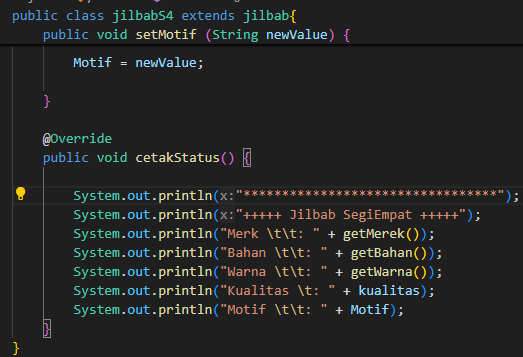 public class jilbabS4 extends jilbab{
public void setMotif (String newValue) {
Motif = newValue;
}
@Override
public void cetakStatus() {
System.out.println(x:"*********************************");
System.out.println(x:"+++++ Jilbab SegiEmpat +++++");
System.out.println("Merk \t\t: " + getMerek());
System.out.println("Bahan \t\t: " + getBahan());
System.out.println("Warna \t\t: " + getWarna());
System.out.println("Kualitas \t: " + kualitas);
System.out.println("Motif \t\t: " + Motif);
}
}